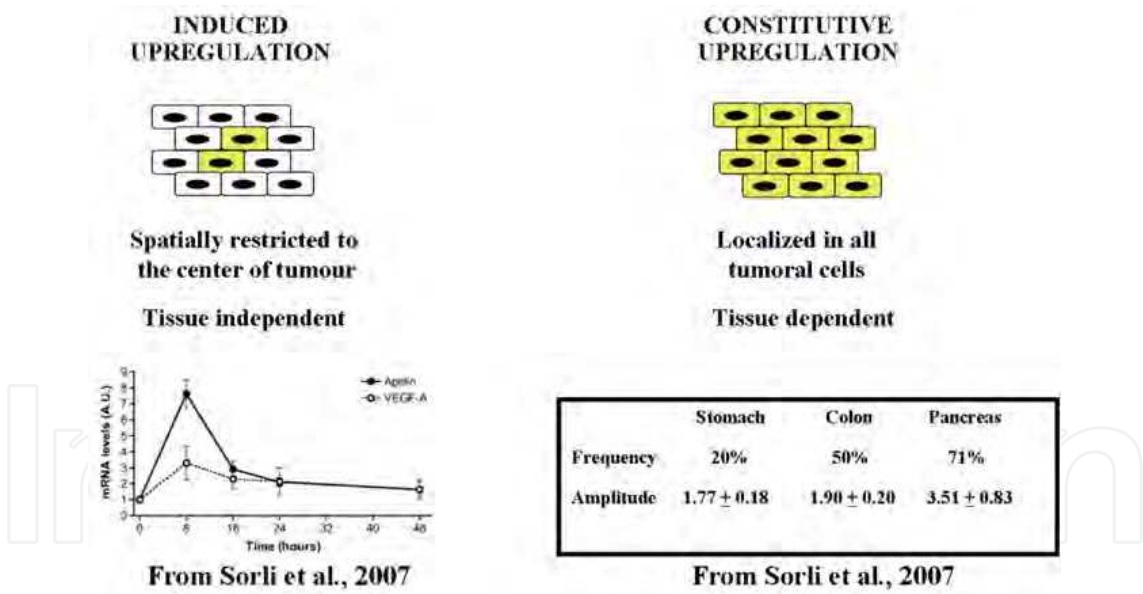 INDUCED
UPREGULATION
Spatially restricted to
the center of tumour
Tissue independent
9
8
7
6
5
4
3
2
1
0
mRNA levels (A.U.)
Apelin
VEGF-A
0 8 16 24 32 40 48
Time (hours)
From Sorli et al., 2007
CONSTITUTIVE
UPREGULATION
Localized in all
tumoral cells
Tissue dependent
Stomach Colon Pancreas
Frequency 20% 50% 71%
Amplitude 1.77 ± 0.18 1.90 ± 0.20 3.51 ± 0.83
From Sorli et al., 2007